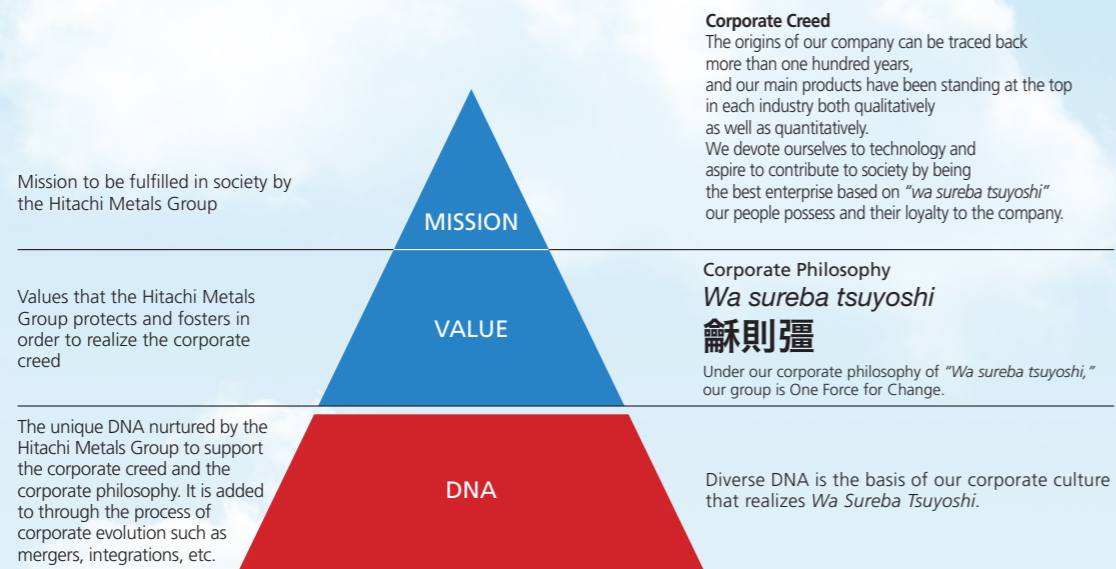 Corporate Creed
The origins of our company can be traced back
more than one hundred years,
and our main products have been standing at the top
in each industry both qualitatively
as well as quantitatively.
We devote ourselves to technology and
aspire to contribute to society by being
the best enterprise based on “wa sureba tsuyoshi”
our people possess and their loyalty to the company.
Mission to be fulfilled in society by
the Hitachi Metals Group
MISSION
Values that the Hitachi Metals
Group protects and fosters in
order to realize the corporate
creed
VALUE
Corporate Philosophy
Wa sureba tsuyoshi
龢則彊
Under our corporate philosophy of “Wa sureba tsuyoshi,”
our group is One Force for Change.
The unique DNA nurtured by the
Hitachi Metals Group to support
the corporate creed and the
corporate philosophy. It is added
to through the process of
corporate evolution such as
mergers, integrations, etc.
DNA
Diverse DNA is the basis of our corporate culture
that realizes Wa Sureba Tsuyoshi.